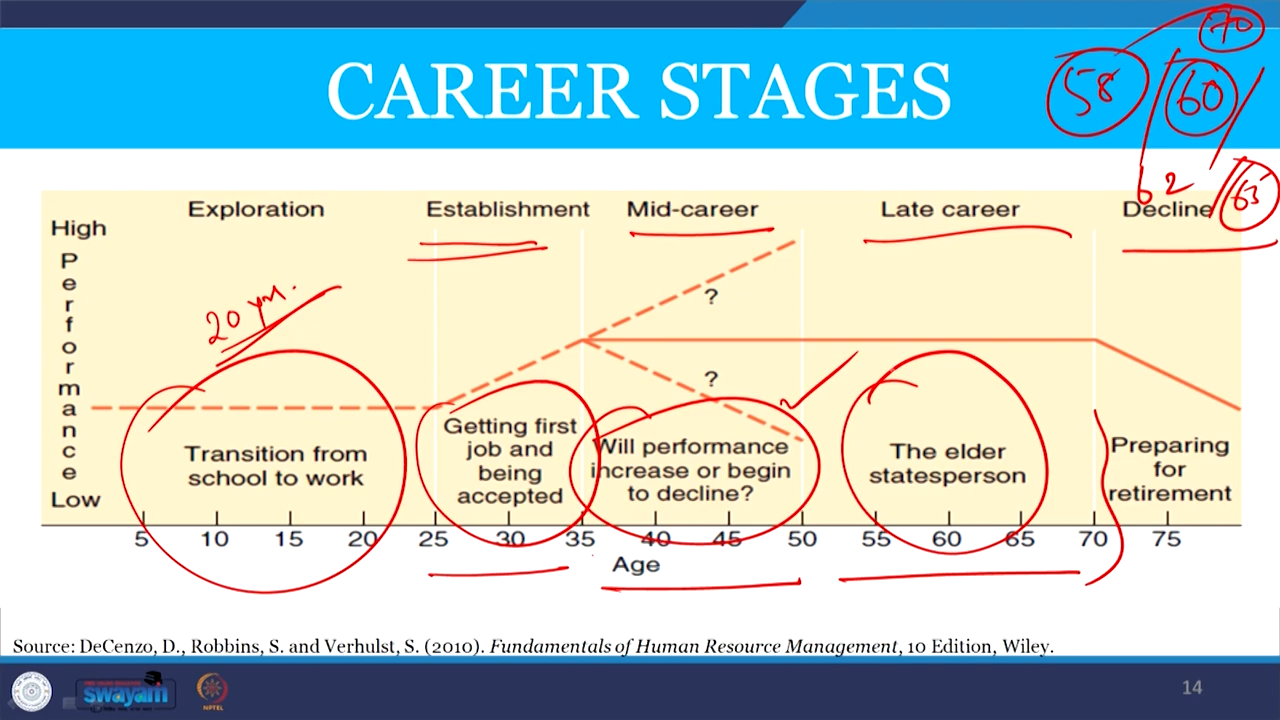 CAREER STAGES
70
58
60
62
65
Exploration
Establishment
Mid-career
Late career
Decline
High
Performance
Low
20 yrs.
?
?
Transition from
school to work
Getting first
job and
being
accepted
Will performance
increase or begin
to decline?
The elder
statesperson
Preparing
for
retirement
5 10 15 20 25 30 35 40 45 50 55 60 65 70 75
Age
Source: DeCenzo, D., Robbins, S. and Verhulst, S. (2010). Fundamentals of Human Resource Management, 10 Edition, Wiley.
swayam
NPTEL
14